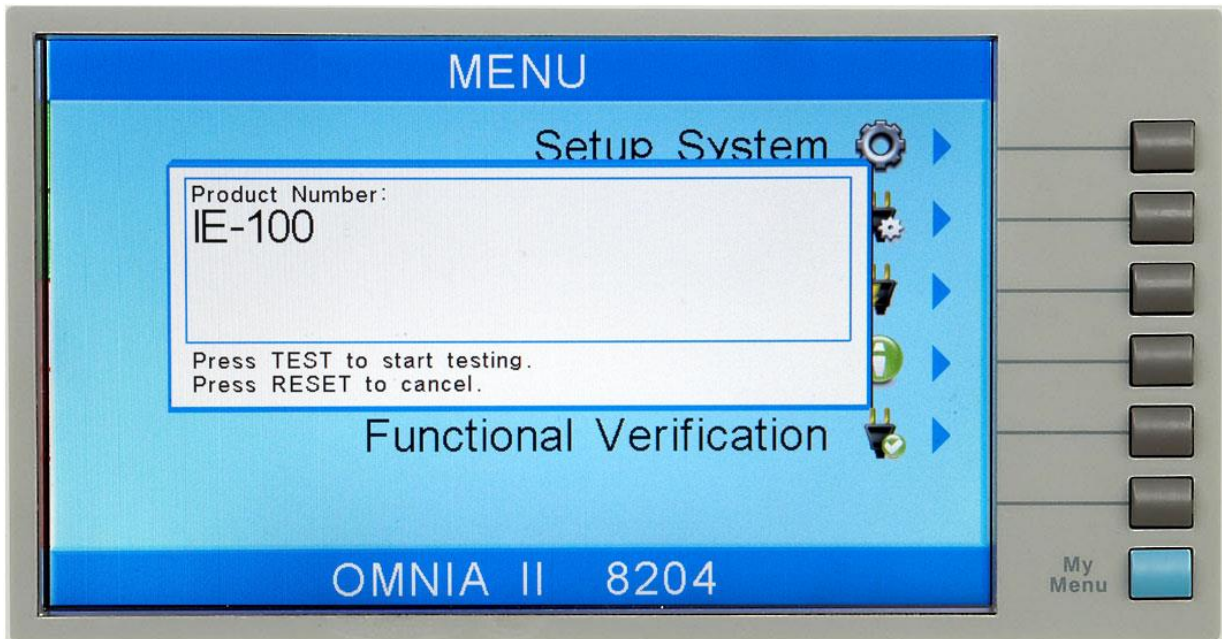 MENU
Setup System
Product Number:
IE-100
Press TEST to start testing.
Press RESET to cancel.
Functional Verification
OMNIA II 8204
My
Menu